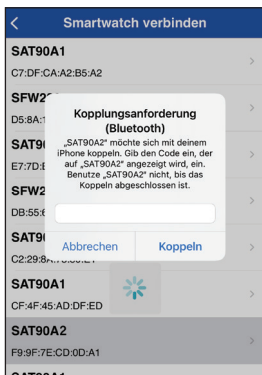 Smartwatch verbinden
SAT90A1
C7:DF:CA:A2:B5:A2
D5:8A:
Kopplungsanforderung
(Bluetooth)
„SAT90A2" möchte sich mit deinem
iPhone koppeln. Gib den Code ein, der
auf „SAT90A2" angezeigt wird, ein.
Benutze „SAT90A2" nicht, bis das
Koppeln abgeschlossen ist.
E7:7D:
DB:55:
Abbrechen
Koppeln
C2:29:
SAT90A1
CF:4F:45:AD:DF:ED
SAT90A2
F9:9F:7E:CD:0D:A1